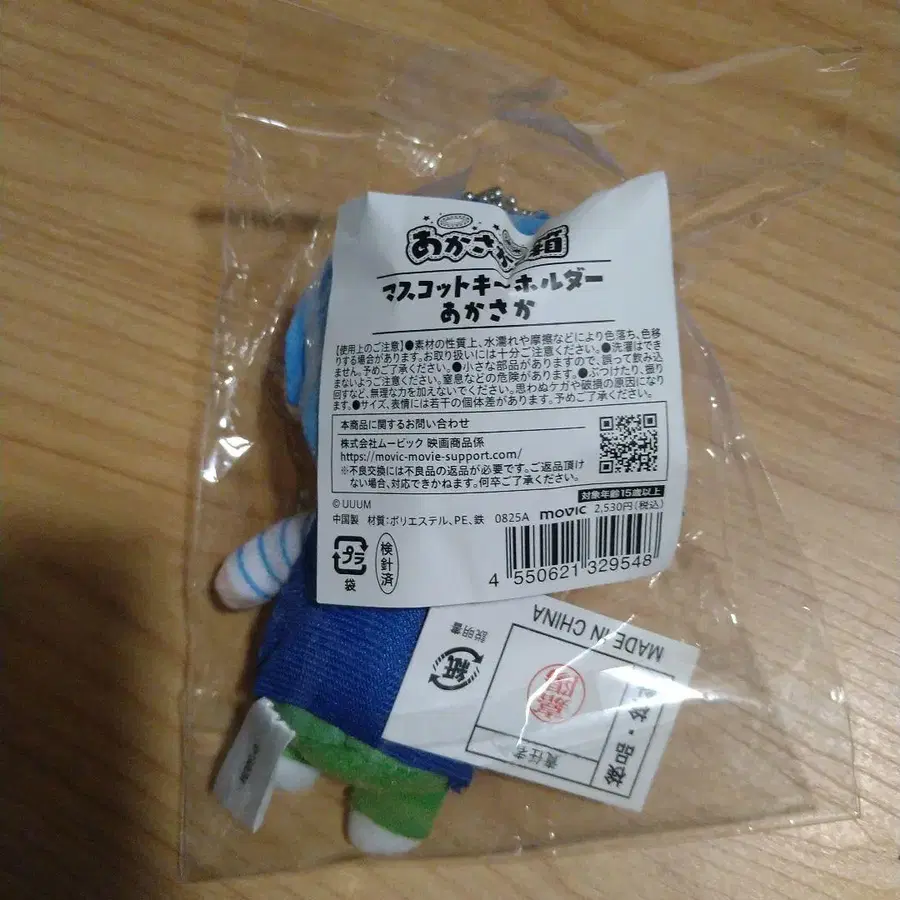 あかさか箱
マスコットキーホルダー
あかさか
【使用上のご注意】●素材の性質上、水濡れや摩擦などにより色落ち、色移
りする場合があります。お取り扱いには十分ご注意ください。●洗濯はでき
ません。予めご了承ください。●小さな部品がありますので、誤って飲み込
まないようご注意ください。窒息などの危険があります。●ぶつけたり、振り
回すなど、無理な力を加えないでください。思わぬケガや破損の原因になり
ます。●サイズ、表情には若干の個体差があります。予めご了承ください。
本商品に関するお問い合わせ
株式会社ムービック 映画商品係
https://movic-movie-support.com/
※不良交換には不良品の返品が必要です。ご返品頂け
ない場合、対応できかねます。何卒ご了承ください。
対象年齢15歳以上
©UUUM
中国製 材質:ポリエステル、PE、鉄 0825A movic 2,530円(税込)
プラ
袋
検針済
4 550621 329548
MADE IN CHINA
説明書
紙
責任者
検品・検針